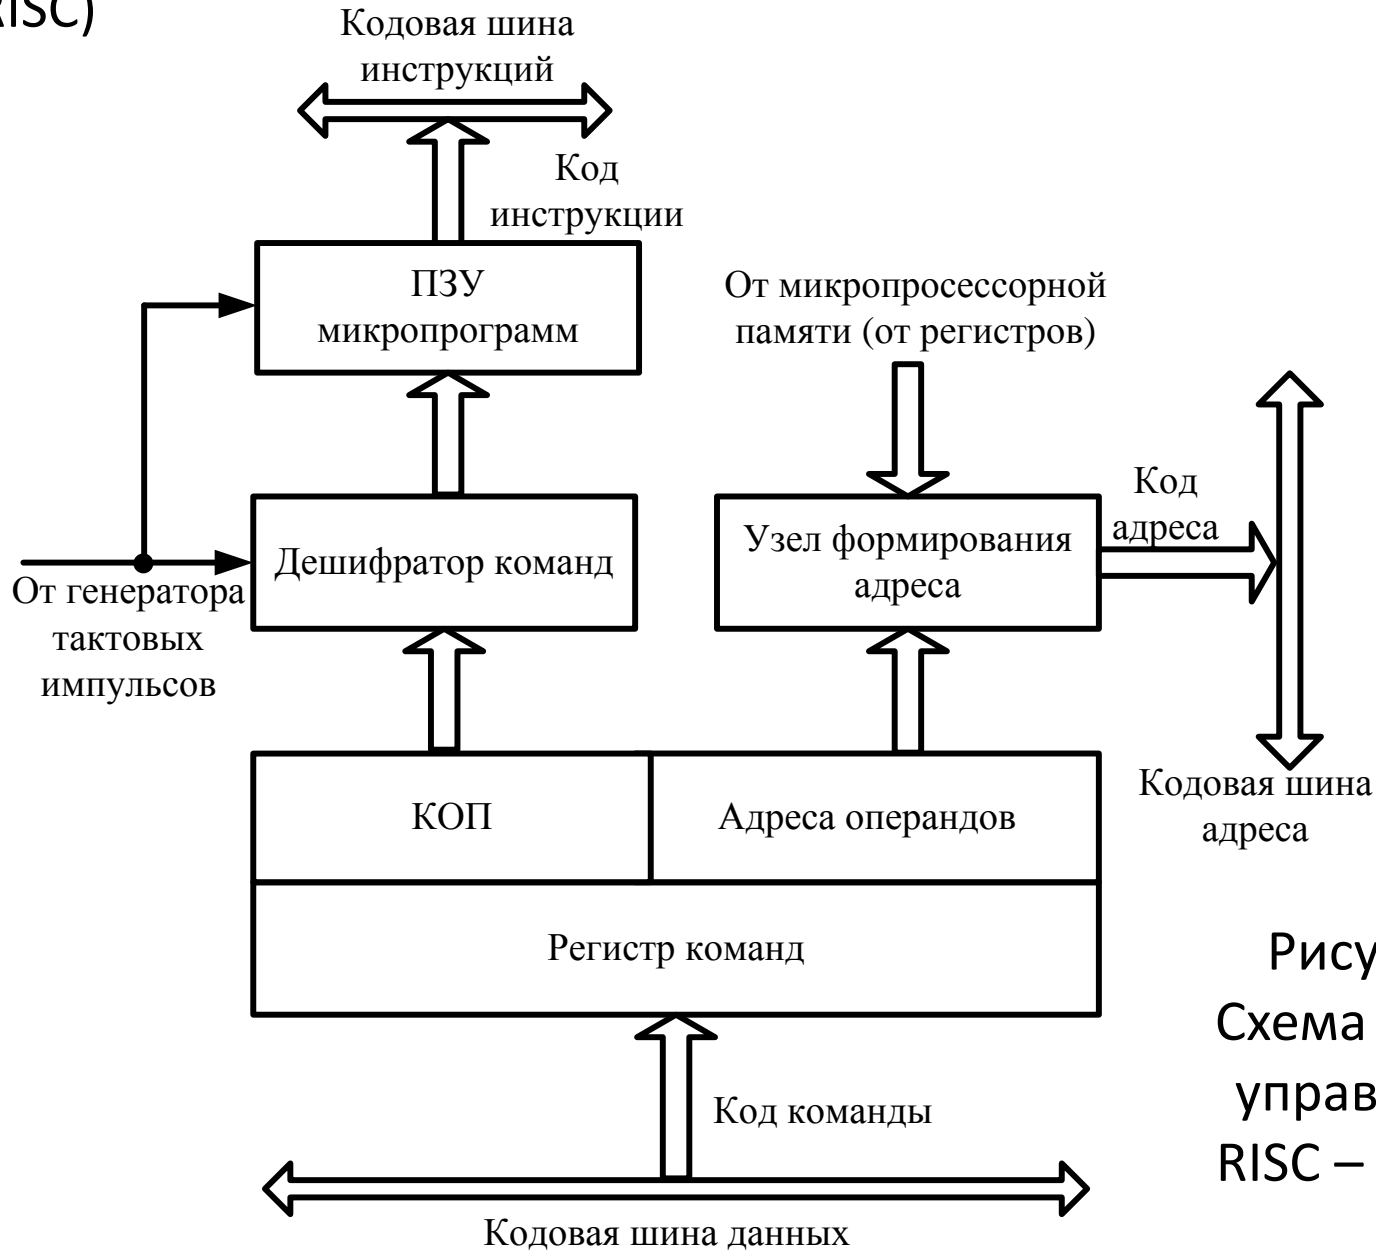 RISC)
Кодовая шина
инструкций
Код
инструкции
ПЗУ
микропрограмм
От микропросессорной
памяти (от регистров)
Код
адреса
Дешифратор команд
Узел формирования
адреса
От генератора
тактовых
импульсов
Кодовая шина
адреса
КОП
Адреса операндов
Регистр команд
Рису
Схема
управ
RISC –
Код команды
Кодовая шина данных